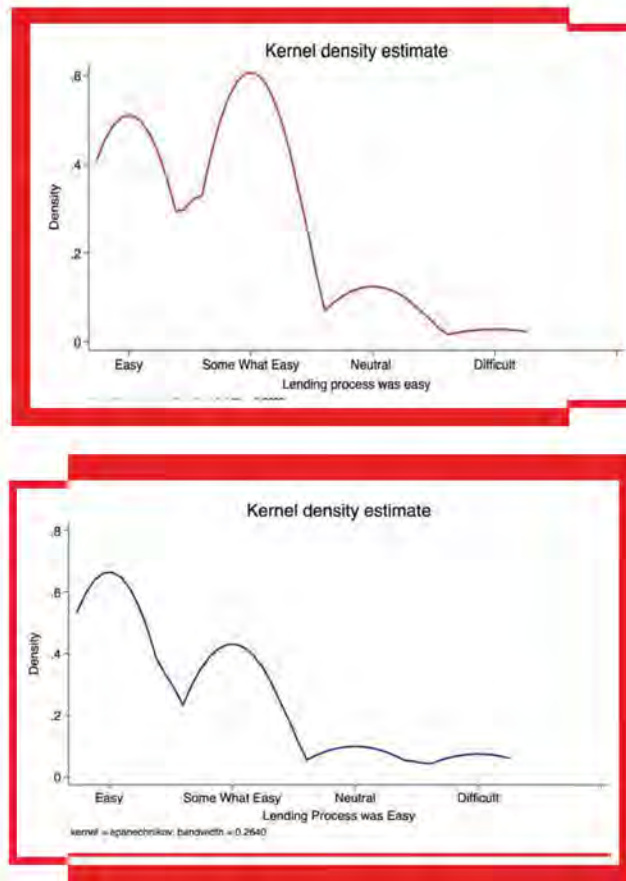 Kernel density estimate
.6
.4
.2
0
Density
Easy Some What Easy Neutral Difficult
Lending process was easy
Kernel density estimate
.8
.6
.4
.2
0
Density
Easy Some What Easy Neutral Difficult
Lending Process was Easy
kernel = epanechnikov, bandwidth = 0.2640